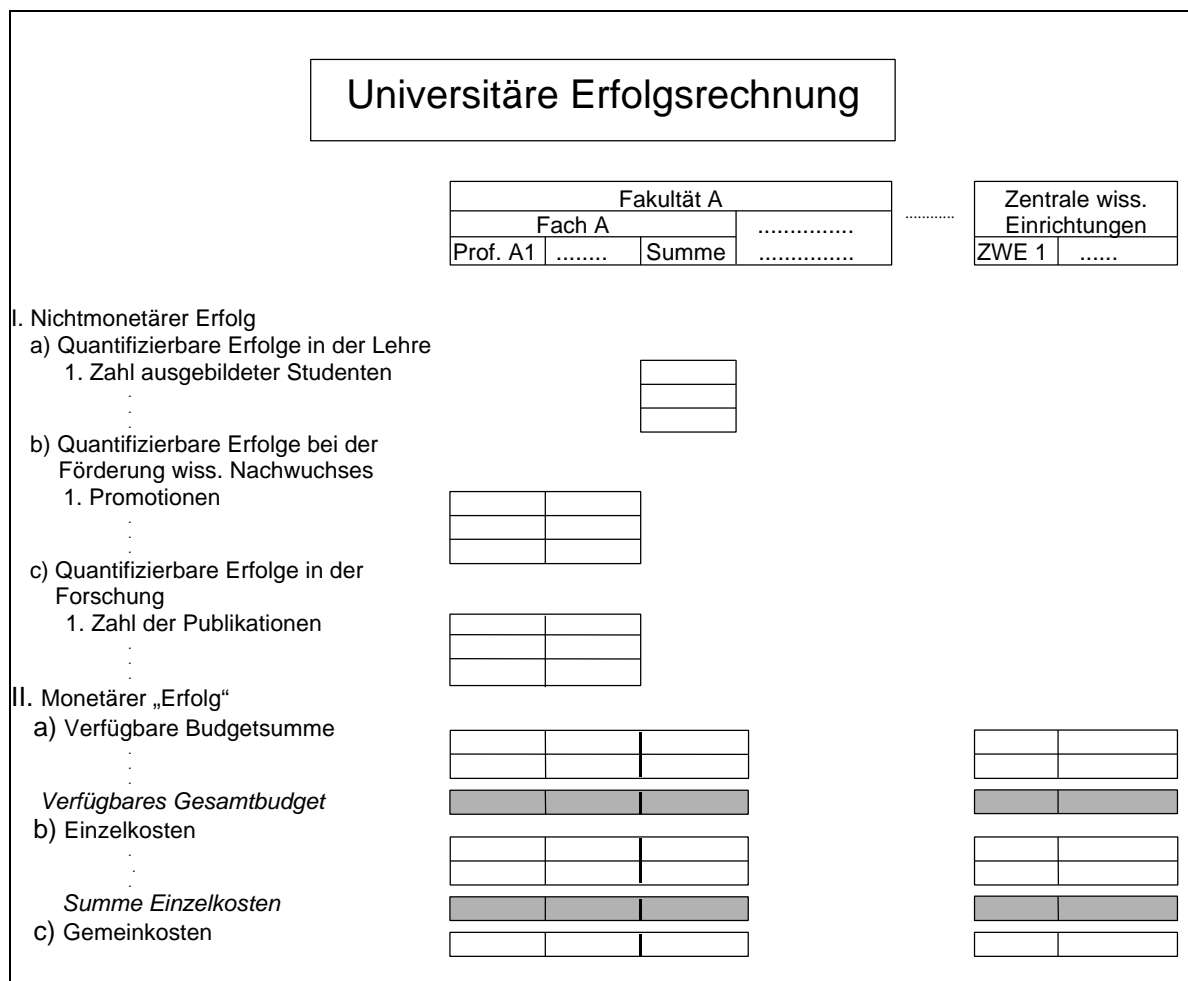 Universitäre Erfolgsrechnung
Fakultät A
Fach A
...............
Prof. A1 ........ Summe ...............
............
Zentrale wiss.
Einrichtungen
ZWE 1 ......
I. Nichtmonetärer Erfolg
a) Quantifizierbare Erfolge in der Lehre
1. Zahl ausgebildeter Studenten
.
.
.
b) Quantifizierbare Erfolge bei der
Förderung wiss. Nachwuchses
1. Promotionen
.
.
.
c) Quantifizierbare Erfolge in der
Forschung
1. Zahl der Publikationen
.
.
.
II. Monetärer „Erfolg“
a) Verfügbare Budgetsumme
.
.
.
Verfügbares Gesamtbudget
b) Einzelkosten
.
.
.
Summe Einzelkosten
c) Gemeinkosten